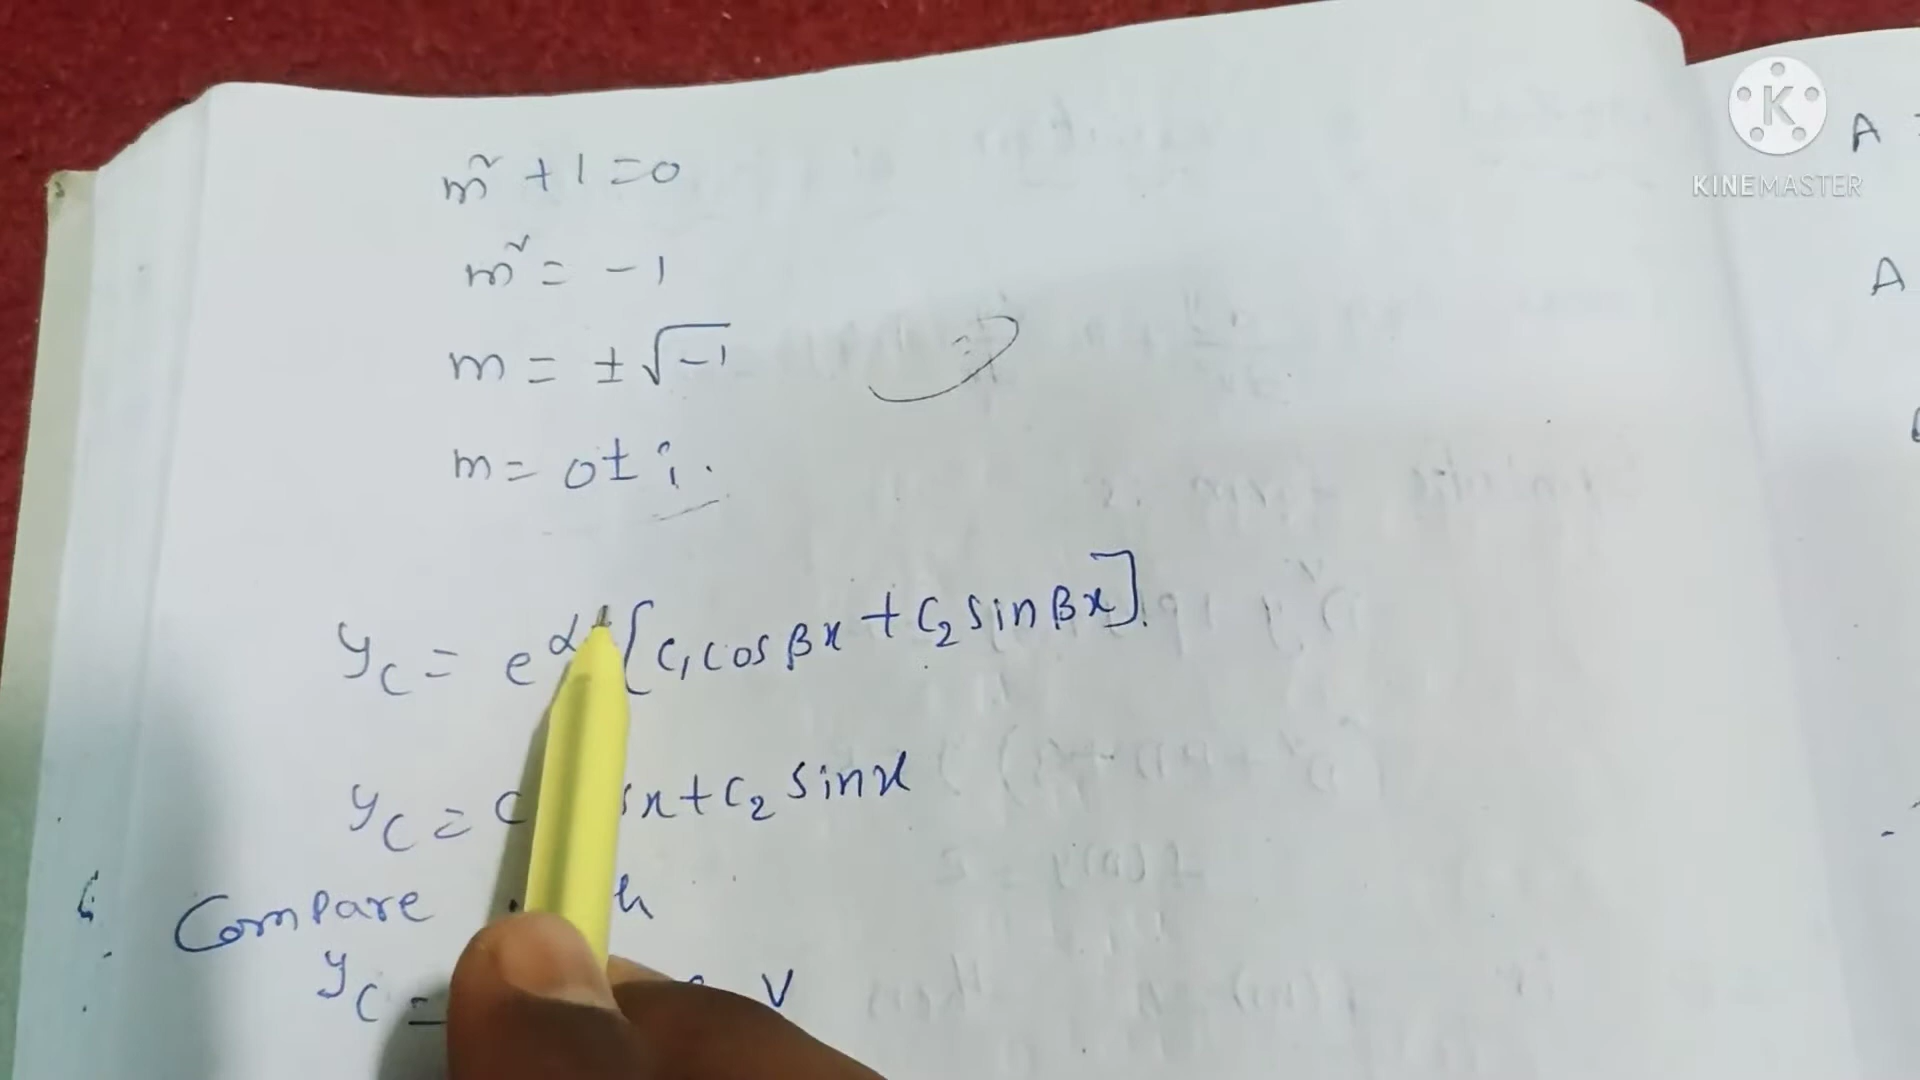 m² + 1 = 0
m² = -1
m = ± √-1
m = 0 ± i.
y_c = e^α [c₁ cos βx + c₂ sin βx].
y_c = c x + c₂ sin x
Compare
y_c = V
K
KINEMASTER
A
A